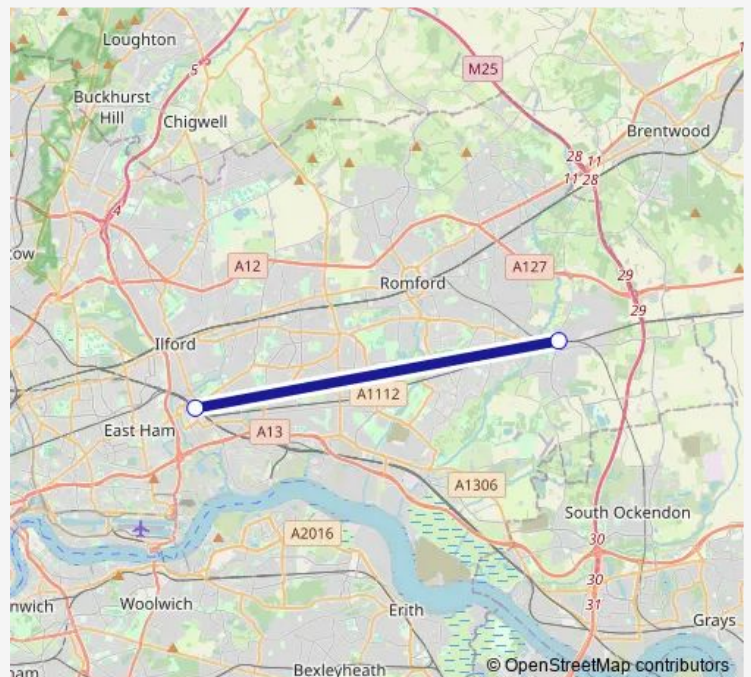 Loughton
M25
5
Buckhurst
Hill
Chigwell
Brentwood
28 11
11 28
4
ow
A12
A127
29
Romford
29
Ilford
A1112
East Ham
A13
A1306
South Ockendon
A2016
30
30
nwich
Woolwich
Erith
31
Grays
Bexleyheath
am
© OpenStreetMap contributors